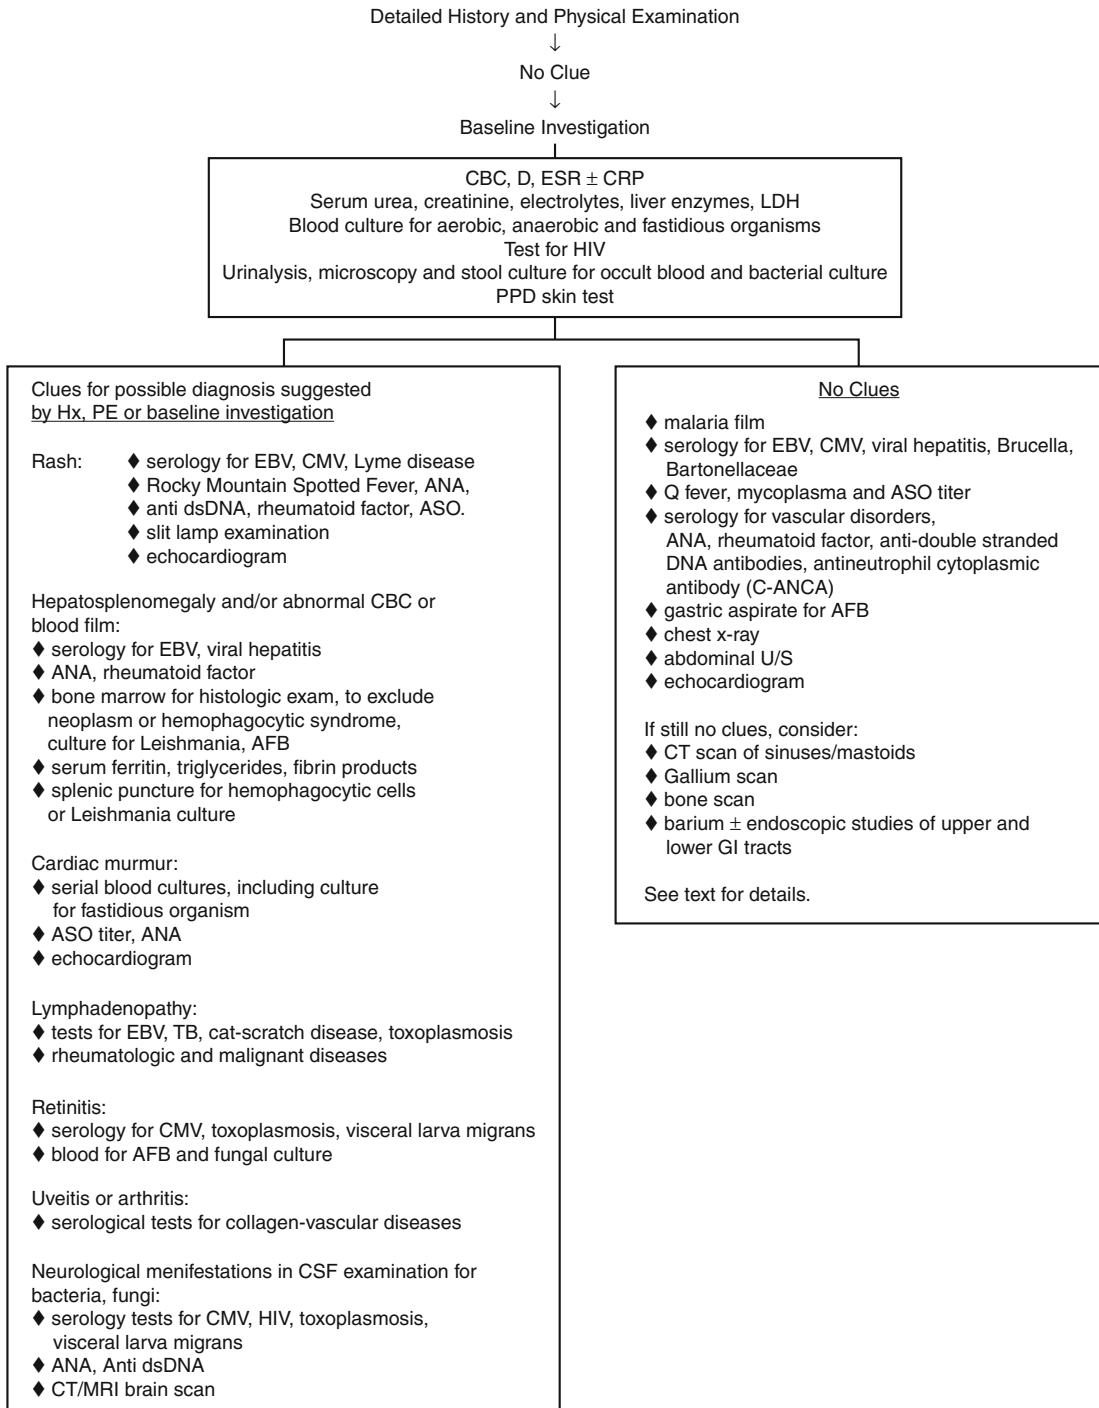 Detailed History and Physical Examination
↓
No Clue
↓
Baseline Investigation
CBC, D, ESR ± CRP
Serum urea, creatinine, electrolytes, liver enzymes, LDH
Blood culture for aerobic, anaerobic and fastidious organisms
Test for HIV
Urinalysis, microscopy and stool culture for occult blood and bacterial culture
PPD skin test
Clues for possible diagnosis suggested
by Hx, PE or baseline investigation
Rash: ♦ serology for EBV, CMV, Lyme disease
♦ Rocky Mountain Spotted Fever, ANA,
♦ anti dsDNA, rheumatoid factor, ASO.
♦ slit lamp examination
♦ echocardiogram
Hepatosplenomegaly and/or abnormal CBC or
blood film:
♦ serology for EBV, viral hepatitis
♦ ANA, rheumatoid factor
♦ bone marrow for histologic exam, to exclude
neoplasm or hemophagocytic syndrome,
culture for Leishmania, AFB
♦ serum ferritin, triglycerides, fibrin products
♦ splenic puncture for hemophagocytic cells
or Leishmania culture
Cardiac murmur:
♦ serial blood cultures, including culture
for fastidious organism
♦ ASO titer, ANA
♦ echocardiogram
Lymphadenopathy:
♦ tests for EBV, TB, cat-scratch disease, toxoplasmosis
♦ rheumatologic and malignant diseases
Retinitis:
♦ serology for CMV, toxoplasmosis, visceral larva migrans
♦ blood for AFB and fungal culture
Uveitis or arthritis:
♦ serological tests for collagen-vascular diseases
Neurological menifestations in CSF examination for
bacteria, fungi:
♦ serology tests for CMV, HIV, toxoplasmosis,
visceral larva migrans
♦ ANA, Anti dsDNA
♦ CT/MRI brain scan
No Clues
♦ malaria film
♦ serology for EBV, CMV, viral hepatitis, Brucella,
Bartonellaceae
♦ Q fever, mycoplasma and ASO titer
♦ serology for vascular disorders,
ANA, rheumatoid factor, anti-double stranded
DNA antibodies, antineutrophil cytoplasmic
antibody (C-ANCA)
♦ gastric aspirate for AFB
♦ chest x-ray
♦ abdominal U/S
♦ echocardiogram
If still no clues, consider:
♦ CT scan of sinuses/mastoids
♦ Gallium scan
♦ bone scan
♦ barium ± endoscopic studies of upper and
lower GI tracts
See text for details.